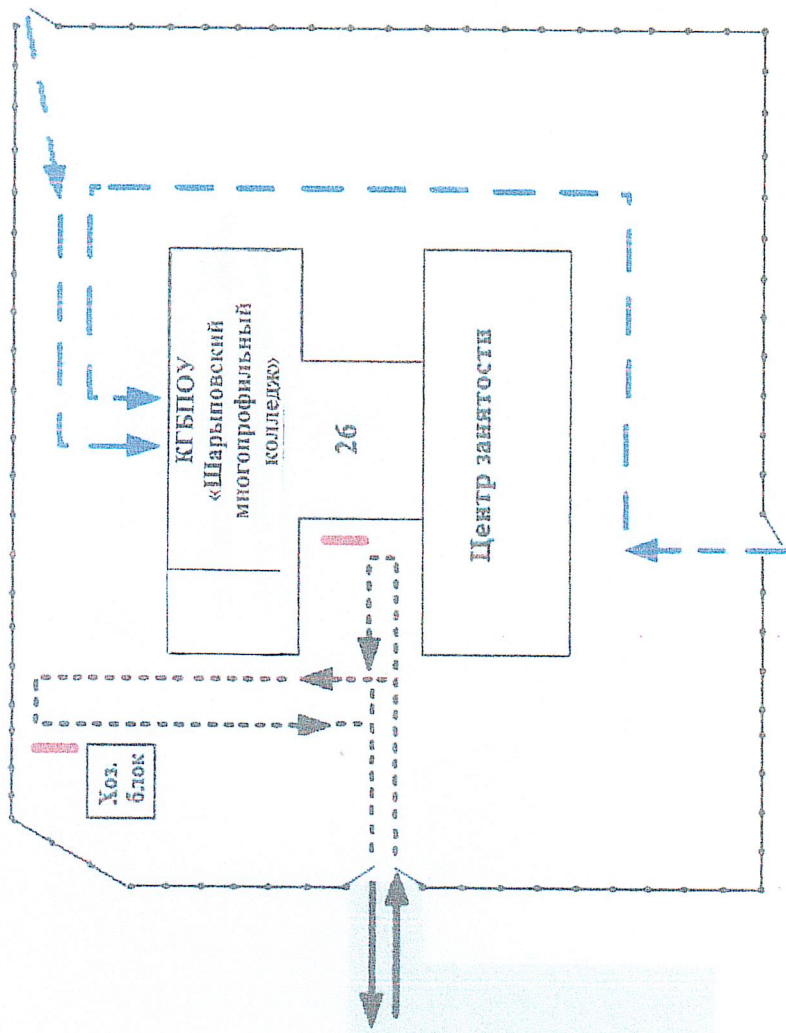 КГБПОУ
«Шарыповский
многопрофильный
колледж»
26
Центр занятости
Хоз.
блок